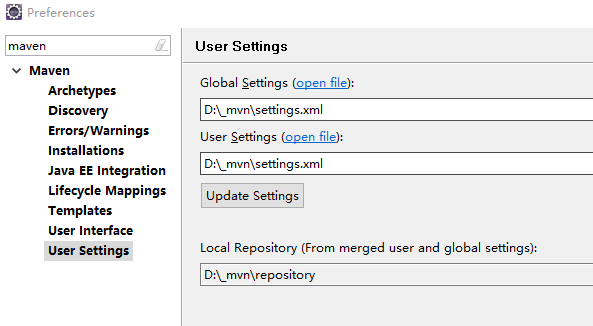 Preferences
maven
Maven
Archetypes
Discovery
Errors/Warnings
Installations
Java EE Integration
Lifecycle Mappings
Templates
User Interface
User Settings
User Settings
Global Settings (open file):
D:\_mvn\settings.xml
User Settings (open file):
D:\_mvn\settings.xml
Update Settings
Local Repository (From merged user and global settings):
D:\_mvn\repository